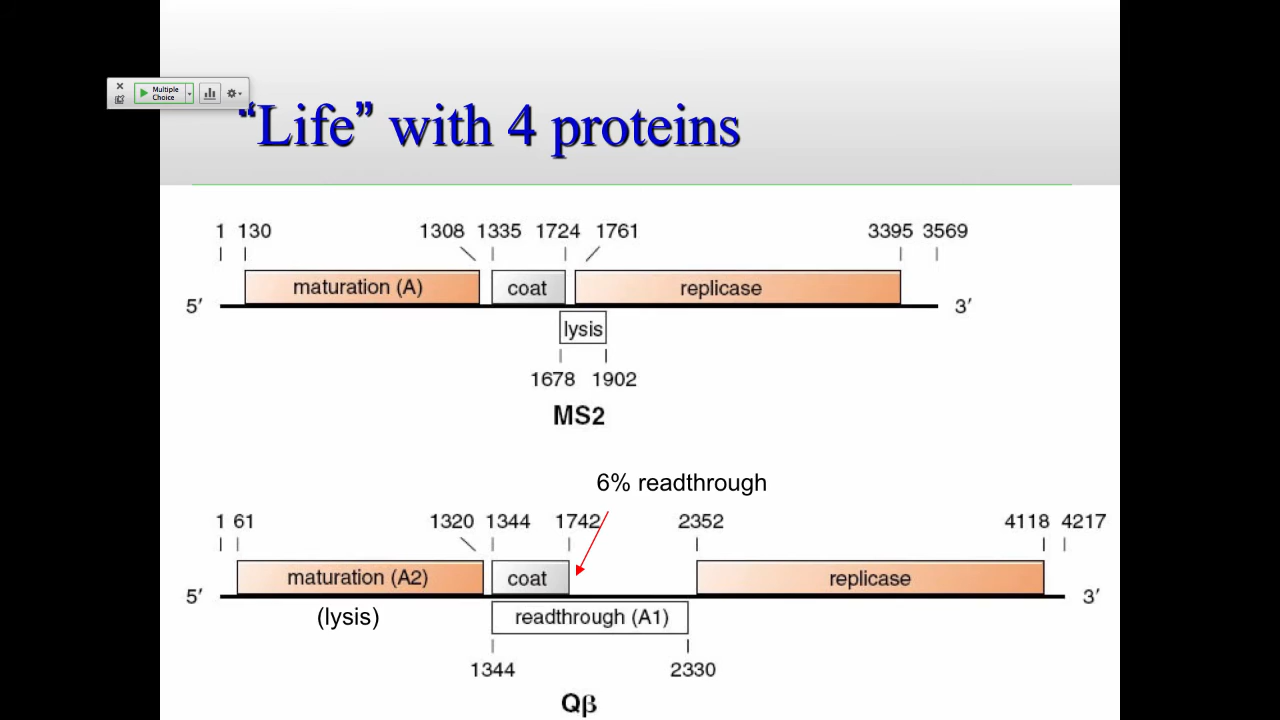 Multiple
Choice
“Life” with 4 proteins
1 130 1308 1335 1724 1761 3395 3569
maturation (A) coat replicase
5′ 3′
lysis
1678 1902
MS2
6% readthrough
1 61 1320 1344 1742 2352 4118 4217
maturation (A2) coat replicase
5′ 3′
(lysis) readthrough (A1)
1344 2330
Qβ